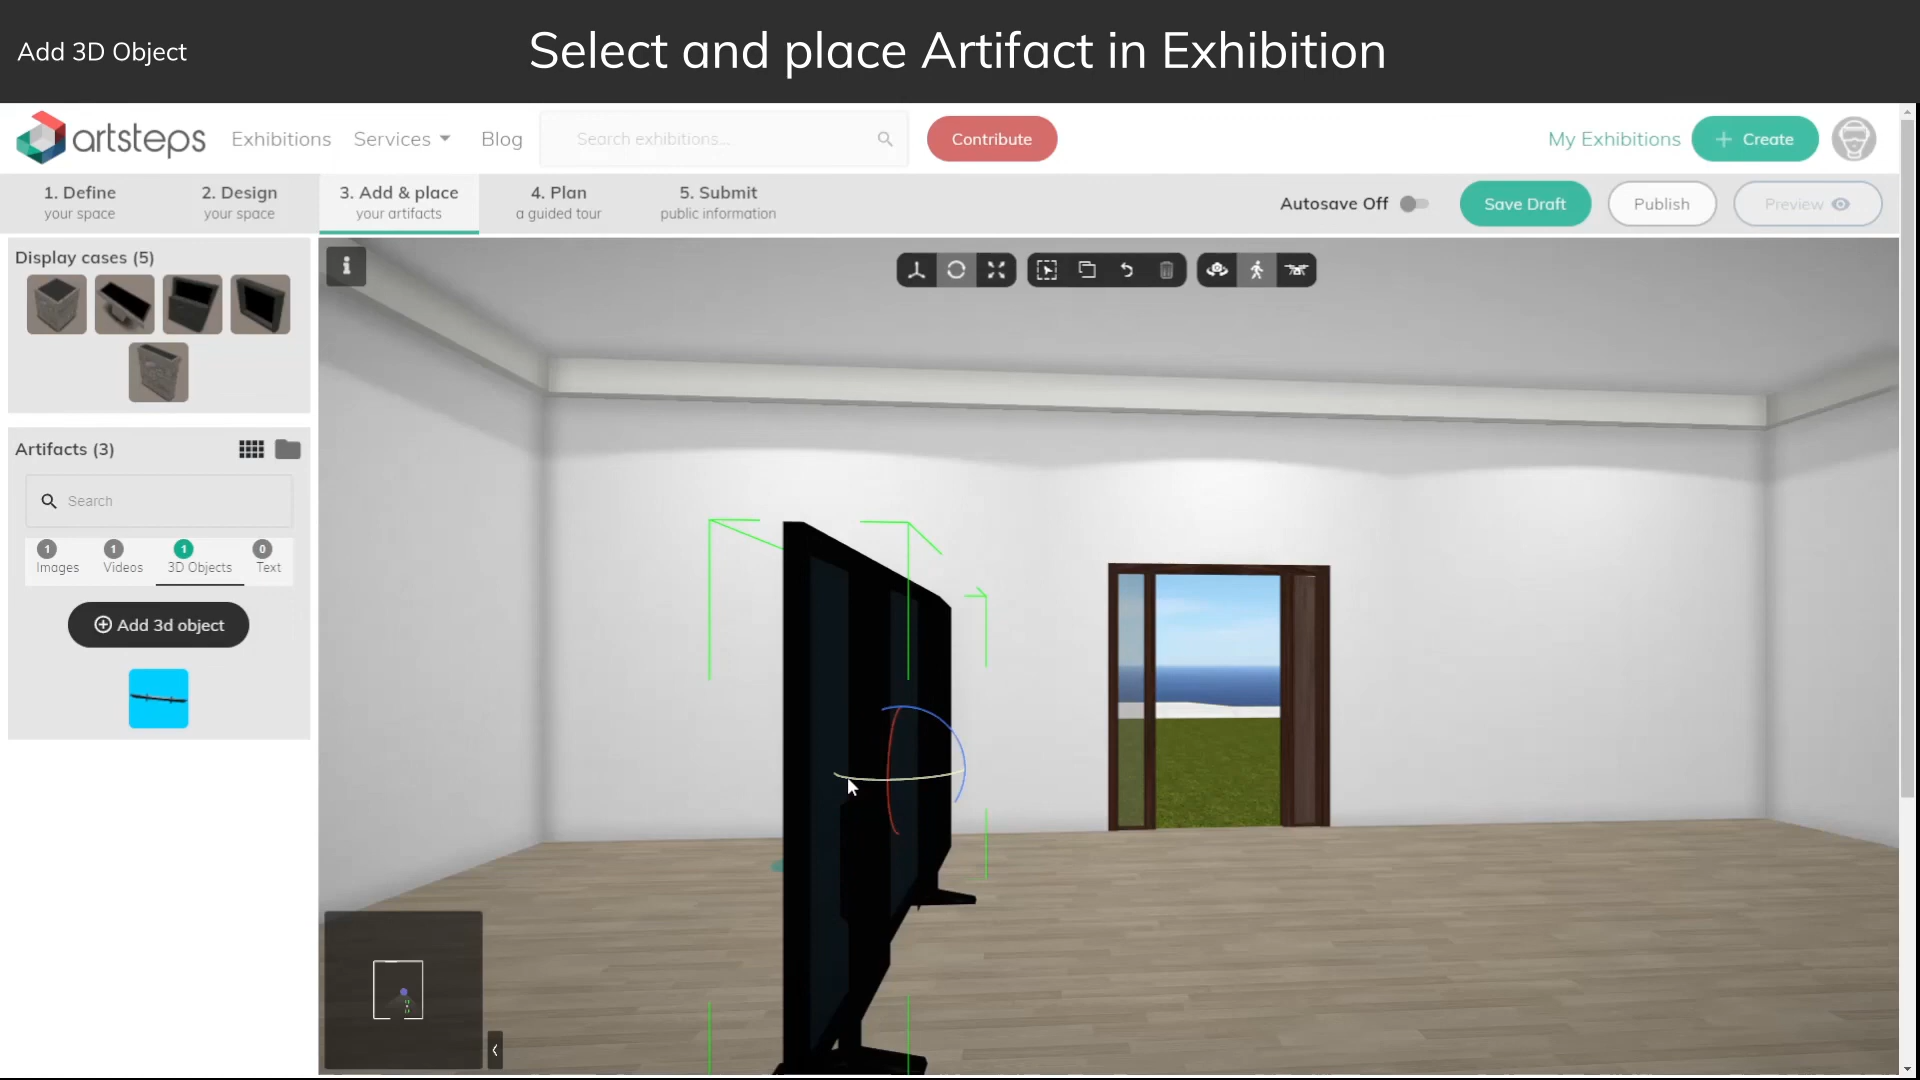 Add 3D Object
Select and place Artifact in Exhibition
artsteps
Exhibitions
Services
Blog
Search exhibitions...
Contribute
My Exhibitions
+ Create
1. Define
your space
2. Design
your space
3. Add & place
your artifacts
4. Plan
a guided tour
5. Submit
public information
Autosave Off
Save Draft
Publish
Preview
Display cases (5)
Artifacts (3)
Search
1
Images
1
Videos
1
3D Objects
0
Text
Add 3d object